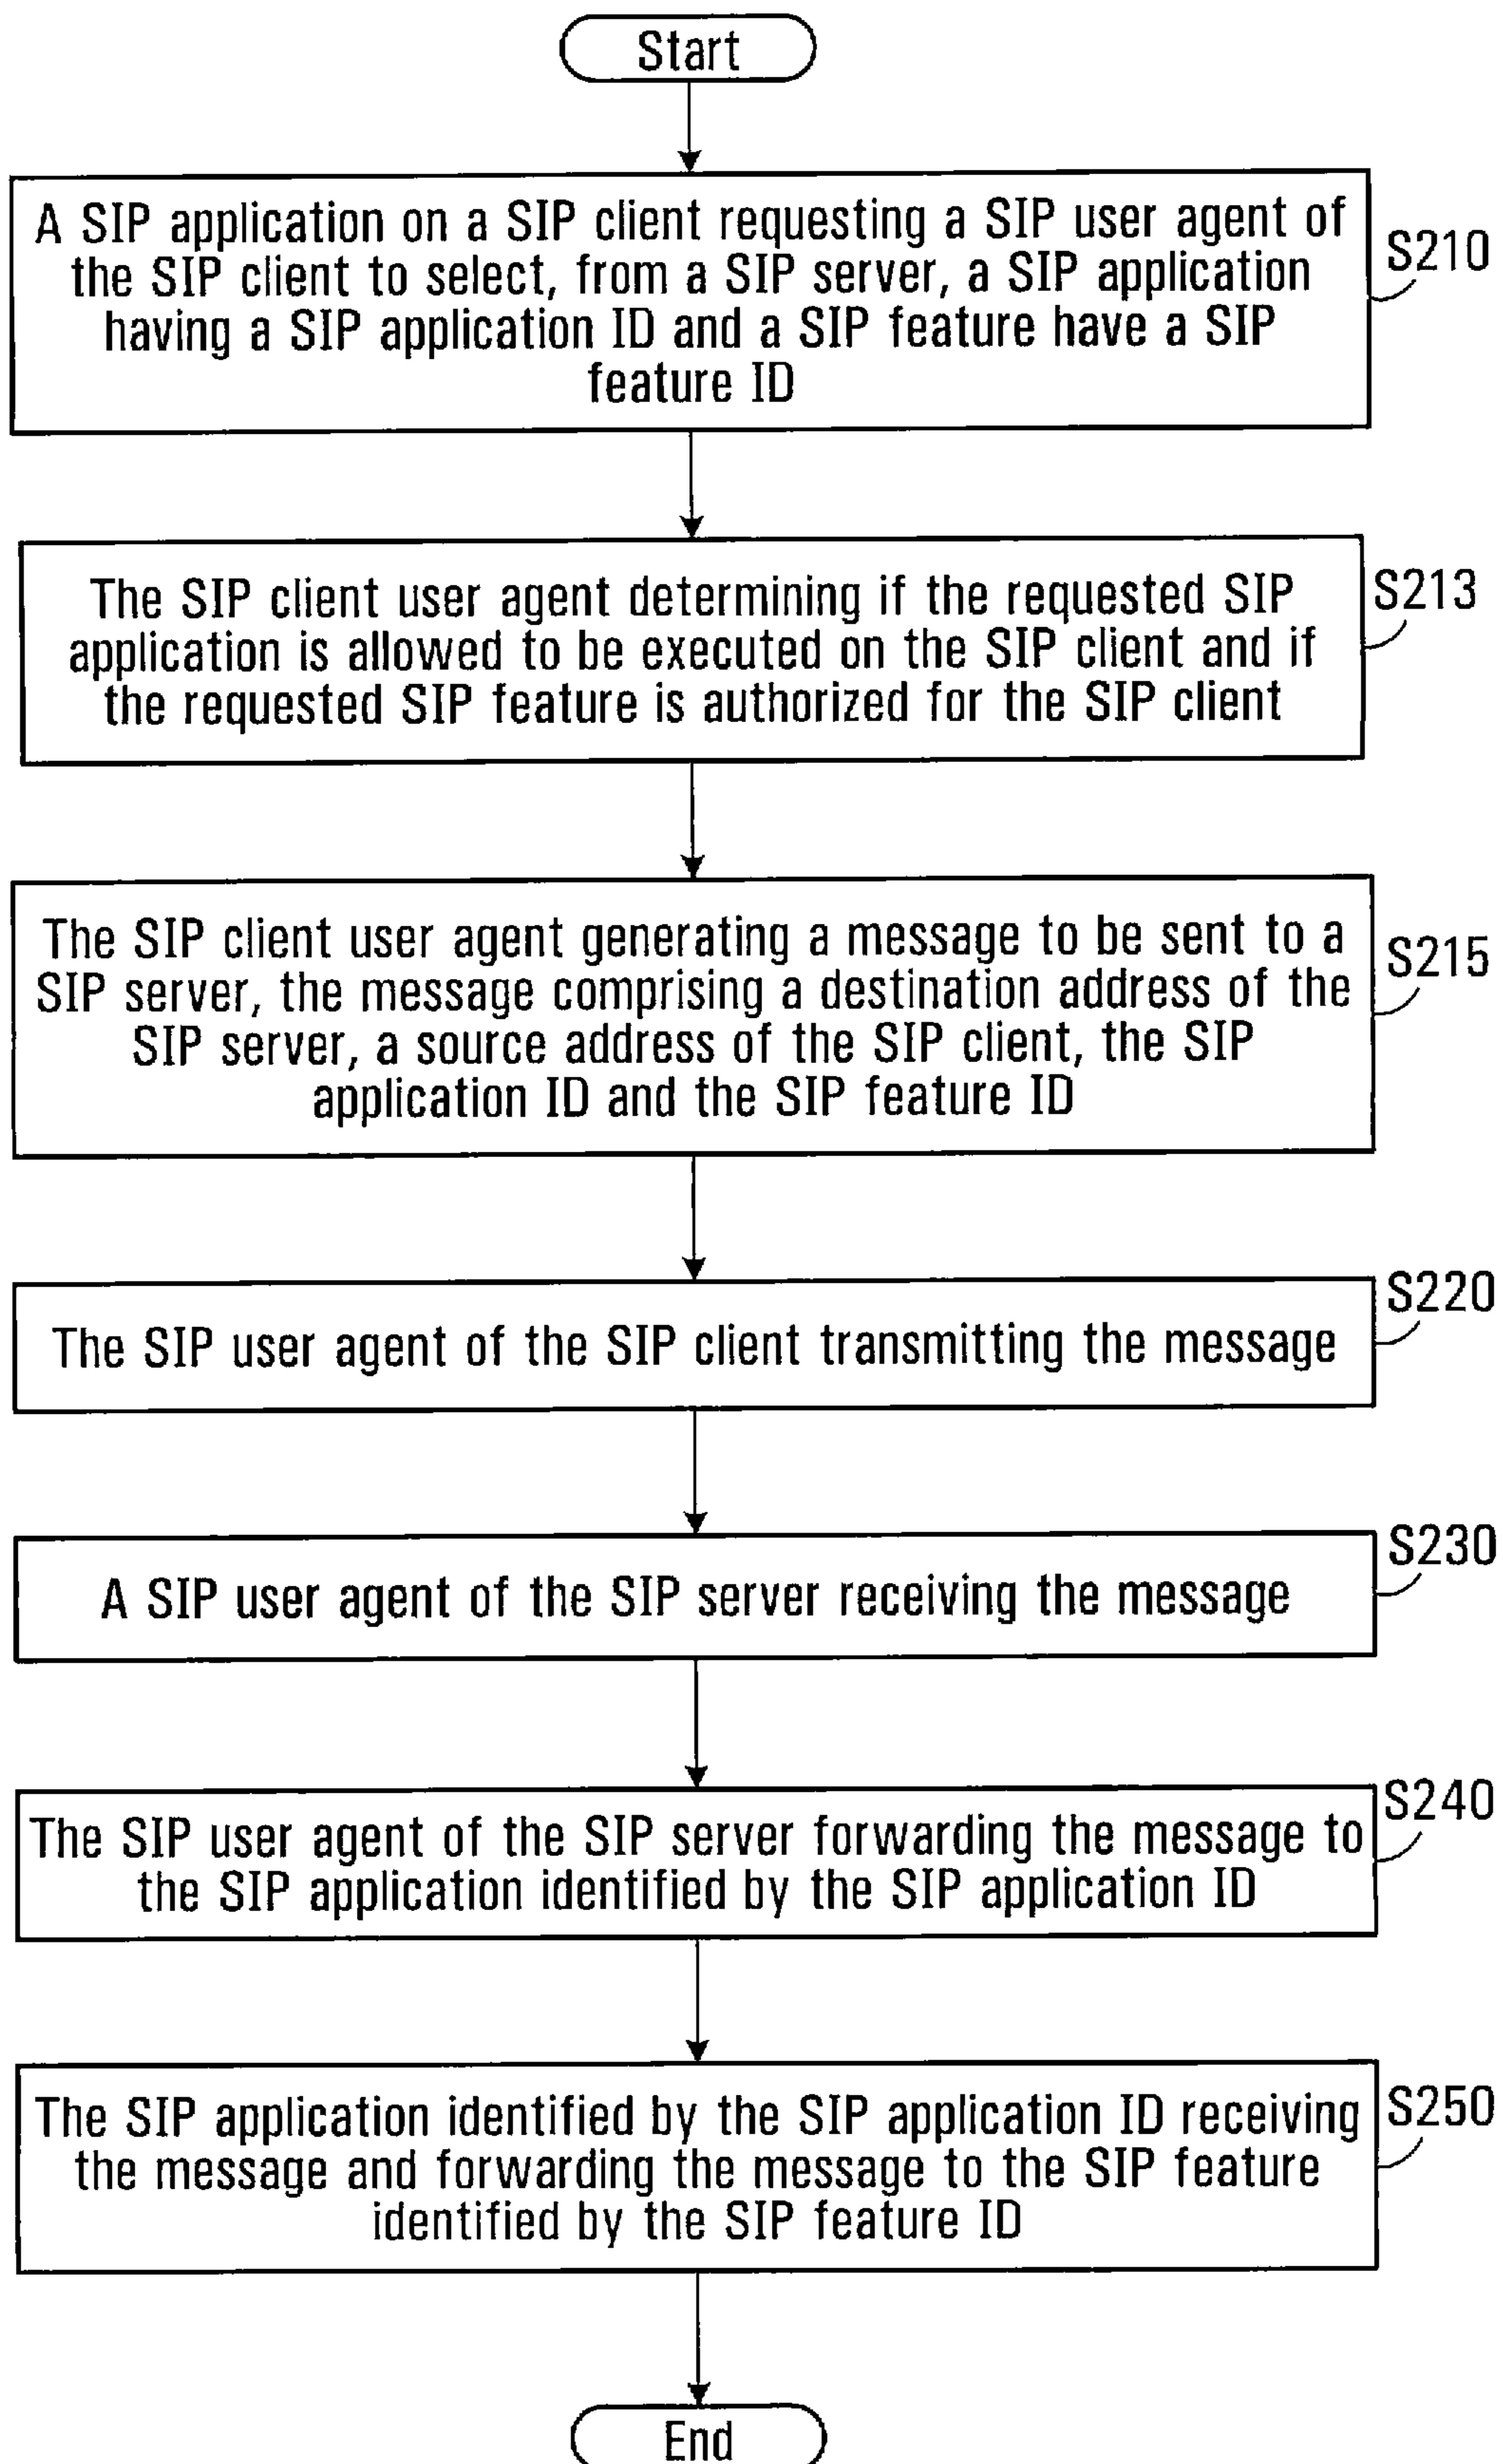 Start
A SIP application on a SIP client requesting a SIP user agent of
the SIP client to select, from a SIP server, a SIP application
having a SIP application ID and a SIP feature have a SIP
feature ID
S210
The SIP client user agent determining if the requested SIP
application is allowed to be executed on the SIP client and if
the requested SIP feature is authorized for the SIP client
S213
The SIP client user agent generating a message to be sent to a
SIP server, the message comprising a destination address of the
SIP server, a source address of the SIP client, the SIP
application ID and the SIP feature ID
S215
The SIP user agent of the SIP client transmitting the message
S220
A SIP user agent of the SIP server receiving the message
S230
The SIP user agent of the SIP server forwarding the message to
the SIP application identified by the SIP application ID
S240
The SIP application identified by the SIP application ID receiving
the message and forwarding the message to the SIP feature
identified by the SIP feature ID
S250
End